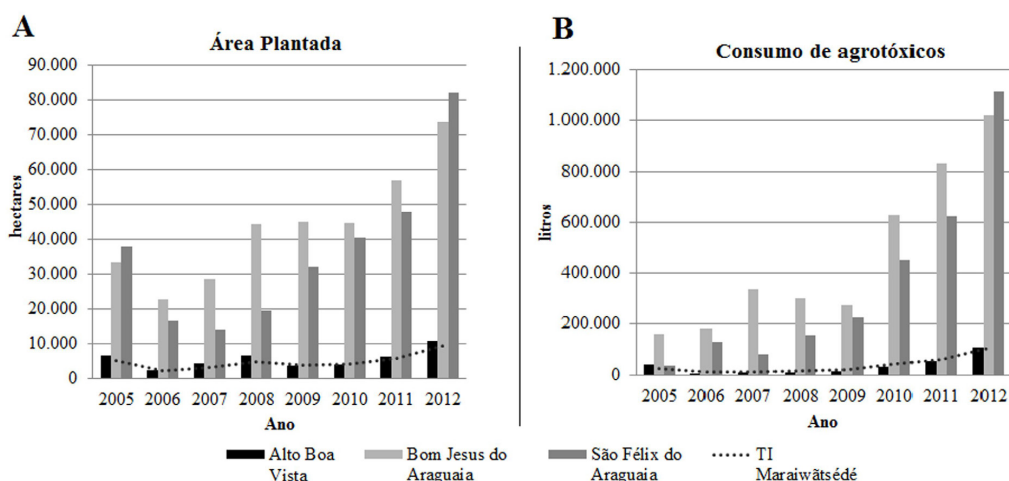 A
Área Plantada
90.000
80.000
70.000
60.000
50.000
40.000
30.000
20.000
10.000
0
hectares
2005 2006 2007 2008 2009 2010 2011 2012
Ano
B
Consumo de agrotóxicos
1.200.000
1.000.000
800.000
600.000
400.000
200.000
0
litros
2005 2006 2007 2008 2009 2010 2011 2012
Ano
Alto Boa
Vista
Bom Jesus do
Araguaia
São Félix do
Araguaia
TI
Maraiwãtsédé